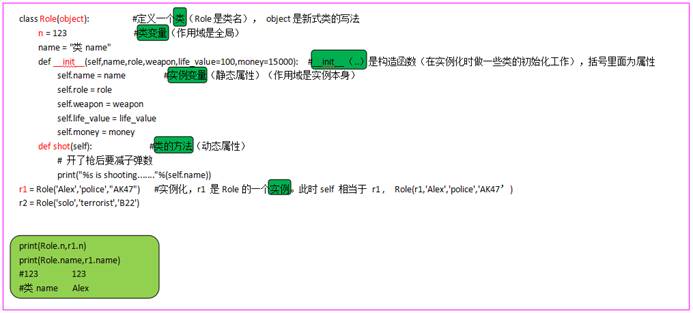 class Role(object): #定义一个类（Role 是类名）， object 是新式类的写法
n = 123 #类变量（作用域是全局）
name = "类 name"
def __init__(self,name,role,weapon,life_value=100,money=15000): #__init__（..）是构造函数（在实例化时做一些类的初始化工作），括号里面为属性
self.name = name #实例变量（静态属性）（作用域是实例本身）
self.role = role
self.weapon = weapon
self.life_value = life_value
self.money = money
def shot(self): #类的方法（动态属性）
# 开了枪后要减子弹数
print("%s is shooting......."%(self.name))
r1 = Role('Alex','police',"AK47") #实例化，r1 是 Role 的一个实例。此时 self 相当于 r1 ， Role(r1,'Alex','police','AK47’ )
r2 = Role('solo','terrorist','B22')
print(Role.n,r1.n)
print(Role.name,r1.name)
#123 123
#类 name Alex